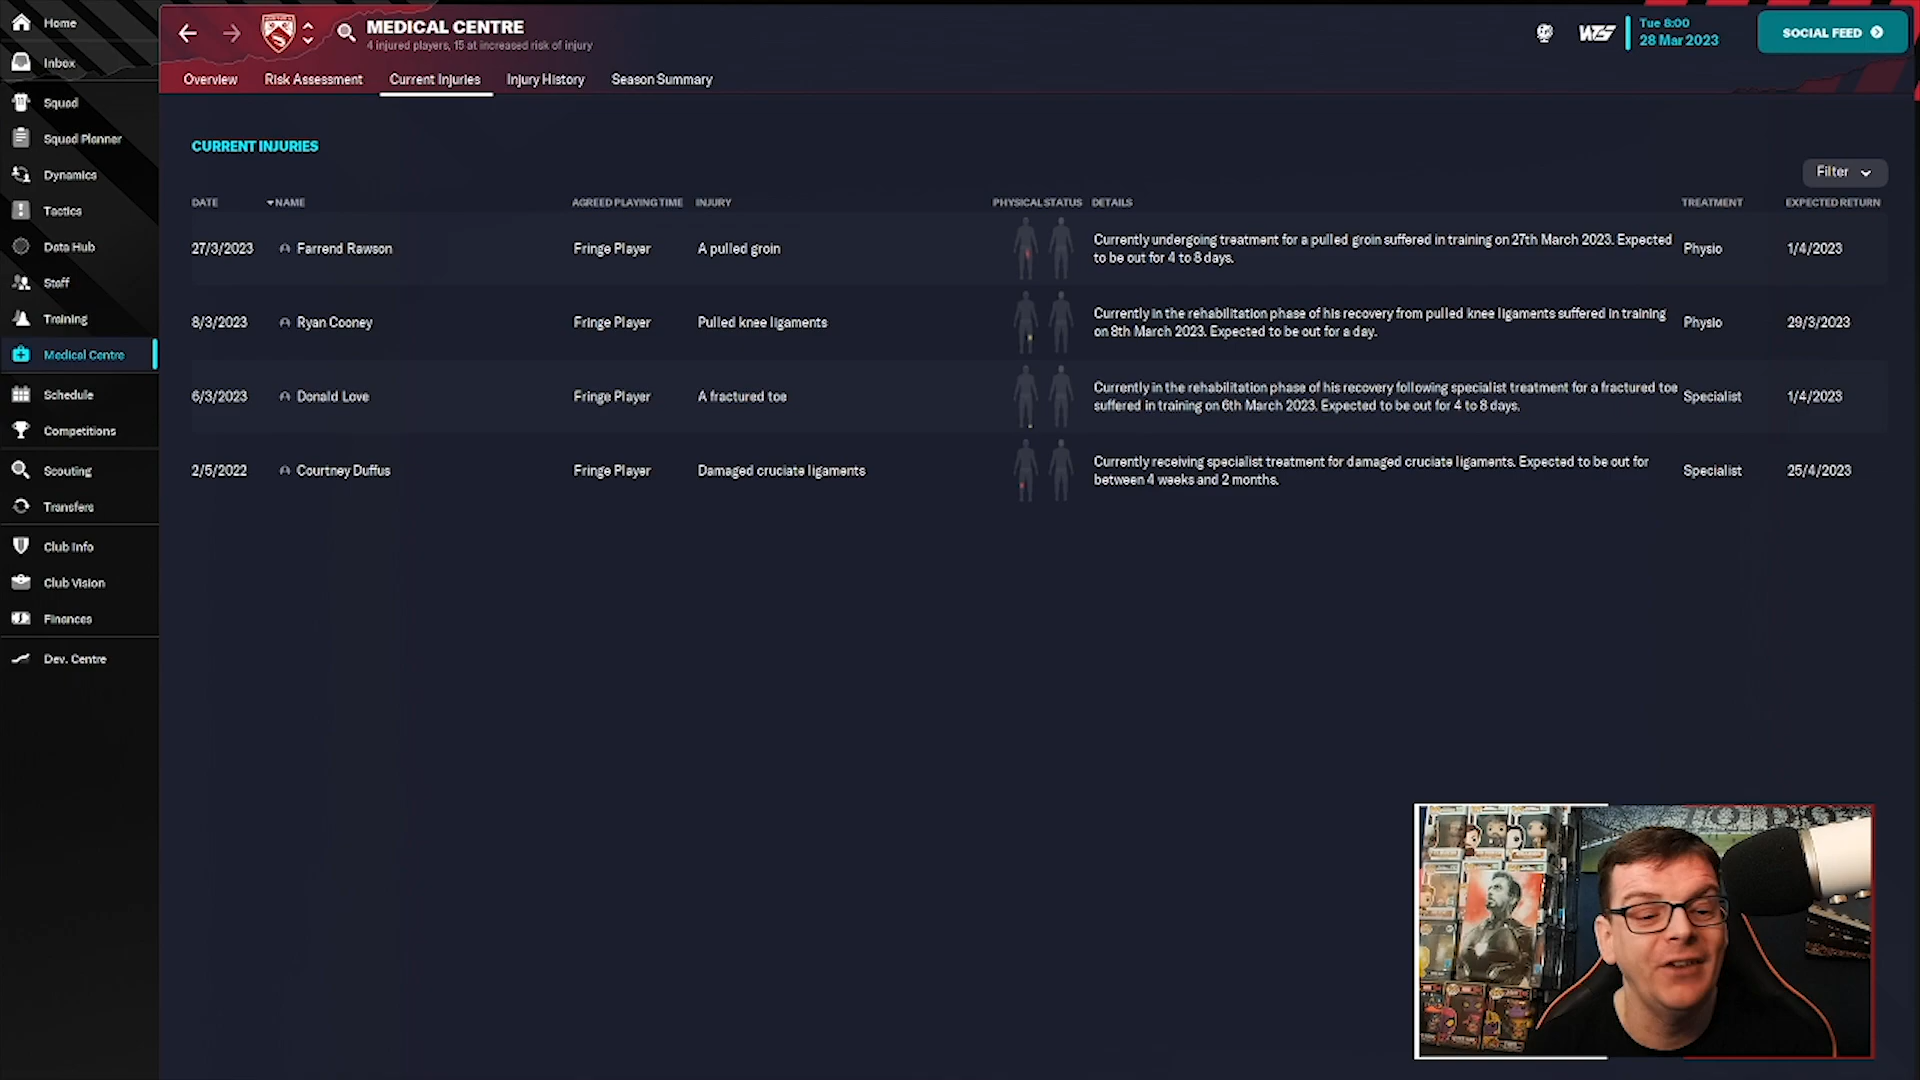 Home
Inbox
Squad
Squad Planner
Dynamics
Tactics
Data Hub
Staff
Training
Medical Centre
Schedule
Competitions
Scouting
Transfers
Club Info
Club Vision
Finances
Dev. Centre
MEDICAL CENTRE
4 injured players, 15 at increased risk of injury
Tue 8:00
28 Mar 2023
SOCIAL FEED
Overview Risk Assessment Current Injuries Injury History Season Summary
CURRENT INJURIES
Filter
DATE NAME AGREED PLAYING TIME INJURY PHYSICAL STATUS DETAILS TREATMENT EXPECTED RETURN
27/3/2023 Farrend Rawson Fringe Player A pulled groin Currently undergoing treatment for a pulled groin suffered in training on 27th March 2023. Expected Physio 1/4/2023
to be out for 4 to 8 days.
8/3/2023 Ryan Cooney Fringe Player Pulled knee ligaments Currently in the rehabilitation phase of his recovery from pulled knee ligaments suffered in training Physio 29/3/2023
on 8th March 2023. Expected to be out for a day.
6/3/2023 Donald Love Fringe Player A fractured toe Currently in the rehabilitation phase of his recovery following specialist treatment for a fractured toe Specialist 1/4/2023
suffered in training on 6th March 2023. Expected to be out for 4 to 8 days.
2/5/2022 Courtney Duffus Fringe Player Damaged cruciate ligaments Currently receiving specialist treatment for damaged cruciate ligaments. Expected to be out for Specialist 25/4/2023
between 4 weeks and 2 months.